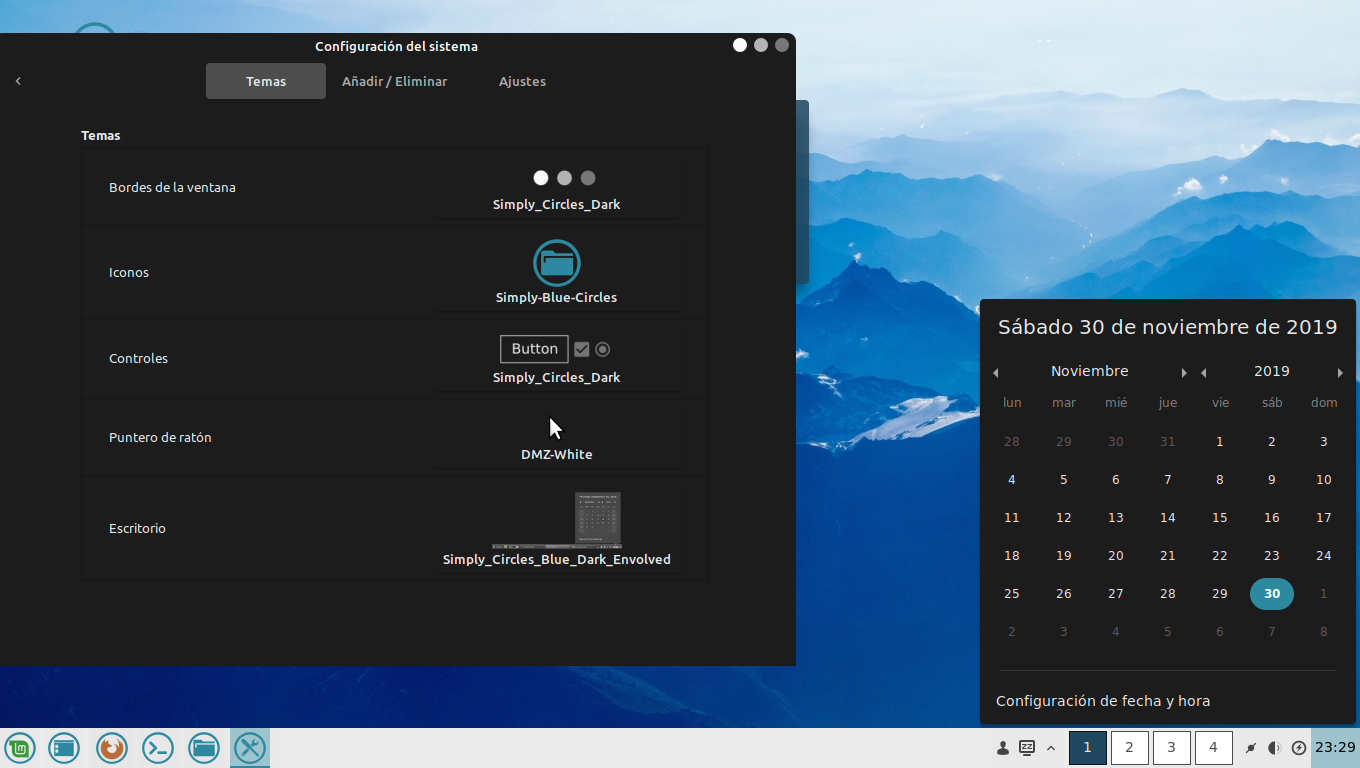 Configuración del sistema
Temas
Añadir / Eliminar
Ajustes
Temas
Bordes de la ventana
Simply_Circles_Dark
Iconos
Simply-Blue-Circles
Controles
Button
Simply_Circles_Dark
Puntero de ratón
DMZ-White
Escritorio
Simply_Circles_Blue_Dark_Envolved
Sábado 30 de noviembre de 2019
Noviembre 2019
lun mar mié jue vie sáb dom
28 29 30 31 1 2 3
4 5 6 7 8 9 10
11 12 13 14 15 16 17
18 19 20 21 22 23 24
25 26 27 28 29 30 1
2 3 4 5 6 7 8
Configuración de fecha y hora
1 2 3 4
23:29